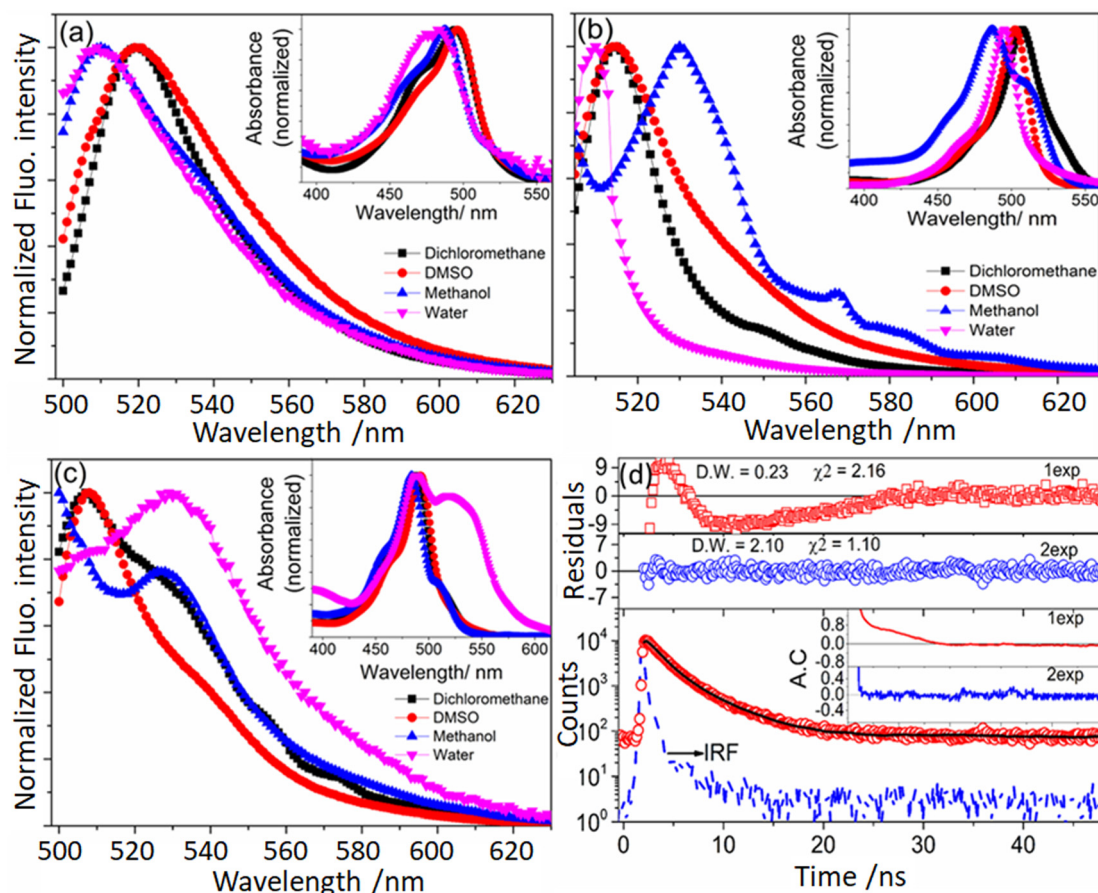 (a)
Normalized Fluo. intensity
Absorbance
(normalized)
400 450 500 550
Wavelength/ nm
Dichloromethane
DMSO
Methanol
Water
500 520 540 560 580 600 620
Wavelength /nm
(b)
Absorbance
(normalized)
400 450 500 550
Wavelength/ nm
Dichloromethane
DMSO
Methanol
Water
520 540 560 580 600 620
Wavelength /nm
(c)
Normalized Fluo. intensity
Absorbance
(normalized)
400 450 500 550 600
Wavelength/ nm
Dichloromethane
DMSO
Methanol
Water
500 520 540 560 580 600 620
Wavelength /nm
(d)
Residuals
9
0
-9
D.W. = 0.23 χ2 = 2.16 1exp
Residuals
7
0
-7
D.W. = 2.10 χ2 = 1.10 2exp
Counts
10⁴
10³
10²
10¹
10⁰
A.C
0.8
0.0
-0.8
1exp
0.4
0.0
-0.4
2exp
IRF
0 10 20 30 40
Time /ns